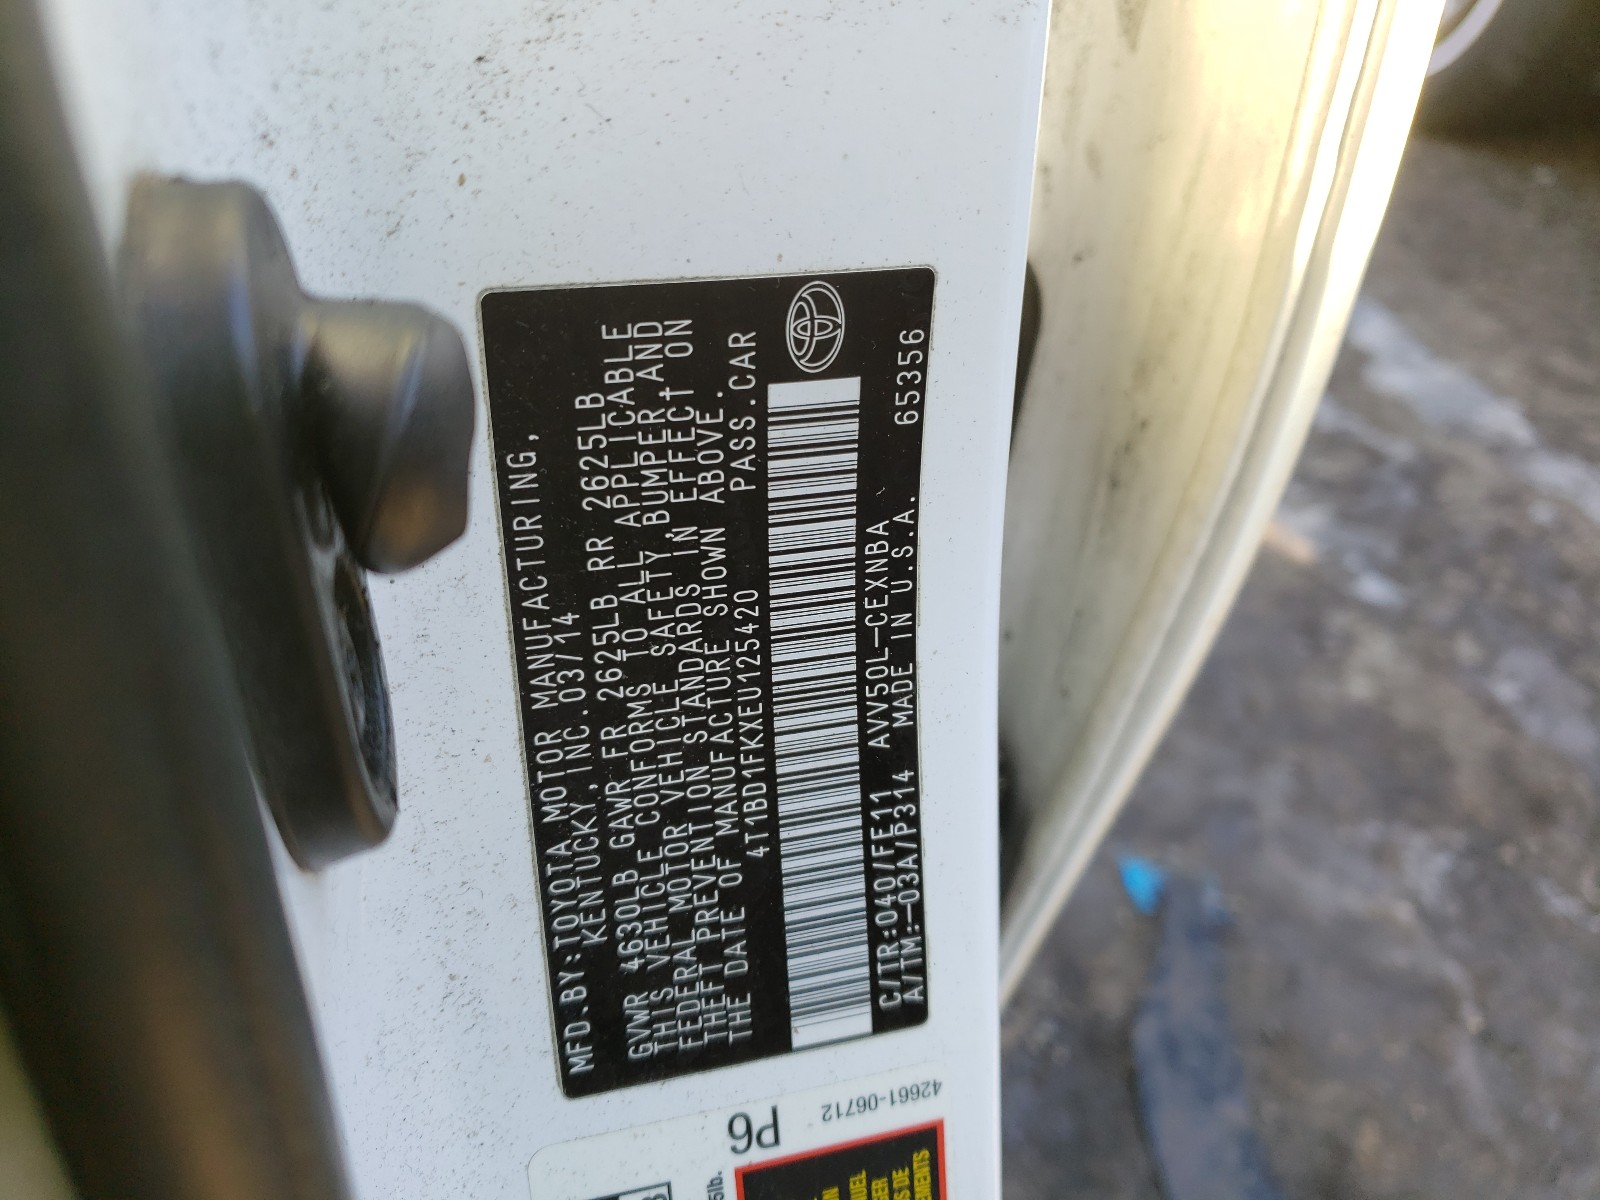 MFD.BY:TOYOTA MOTOR MANUFACTURING,
KENTUCKY,INC.03/14
GVWR 4630LB GAWR FR 2625LB RR 2625LB
THIS VEHICLE CONFORMS TO ALL APPLICABLE
FEDERAL MOTOR VEHICLE SAFETY,BUMPER,AND
THEFT PREVENTION STANDARDS IN EFFECT ON
THE DATE OF MANUFACTURE SHOWN ABOVE.
4T1BD1FKXEU125420 PASS.CAR
C/TR:040/FE11 AVV50L-CEXNBA
A/TM:-03A/P314 MADE IN U.S.A. 65356
42661-06712
P6
5lb.